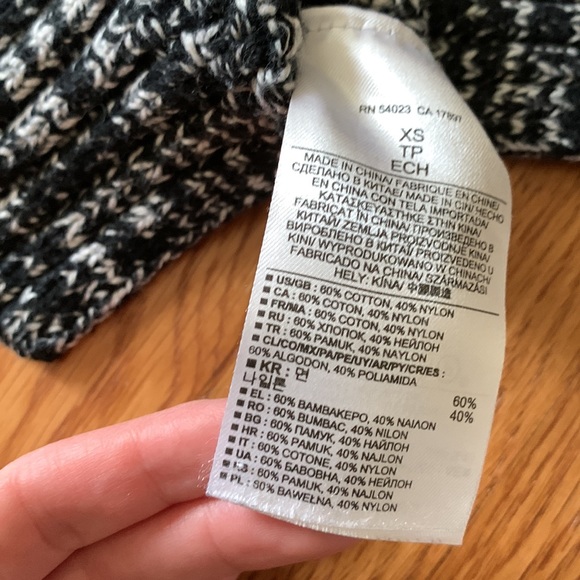 RN 54023 CA 17897
XS
TP
ECH
MADE IN CHINA/ FABRIQUE EN CHINE/
СДЕЛАНО В КИТАЕ/ MADE IN CIN/ HECHO
EN CHINA CON TELA IMPORTADA/
ΚΑΤΑΣΚΕΥΑΣΤΗΚΕ ΣΤΗΝ ΚΙΝΑ/
FABRICAT ÎN CHINA/ ПРОИЗВЕДЕНО В
КИТАЙ/ ZEMLJA PROIZVODNJE KINA/
ВИРОБЛЕНО В КИТАЇ/ PROIZVEDENO U
KINI/ WYPRODUKOWANO W CHINACH/
FABRICADO NA CHINA/ SZÁRMAZÁSI
HELY: KÍNA/ 中國製造
■ US/GB : 60% COTTON, 40% NYLON
■ CA : 60% COTON, 40% NYLON
■ FR/MA : 60% COTON, 40% NYLON
■ RU : 60% ХЛОПОК, 40% НЕЙЛОН
■ TR : 60% PAMUK, 40% NAYLON
■ CL/CO/MX/PA/PE/UY/AR/PY/CR/ES :
60% ALGODON, 40% POLIAMIDA
■ KR : 면 60%
나일론 40%
■ EL : 60% ΒΑΜΒΑΚΕΡΟ, 40% ΝΑΙΛΟΝ
■ RO : 60% BUMBAC, 40% NILON
■ BG : 60% ПАМУК, 40% НАЙЛОН
■ HR : 60% PAMUK, 40% NAJLON
■ IT : 60% COTONE, 40% NYLON
■ UA : 60% БАВОВНА, 40% НЕЙЛОН
: 60% PAMUK, 40% NAJLON
■ PL : 60% BAWEŁNA, 40% NYLON